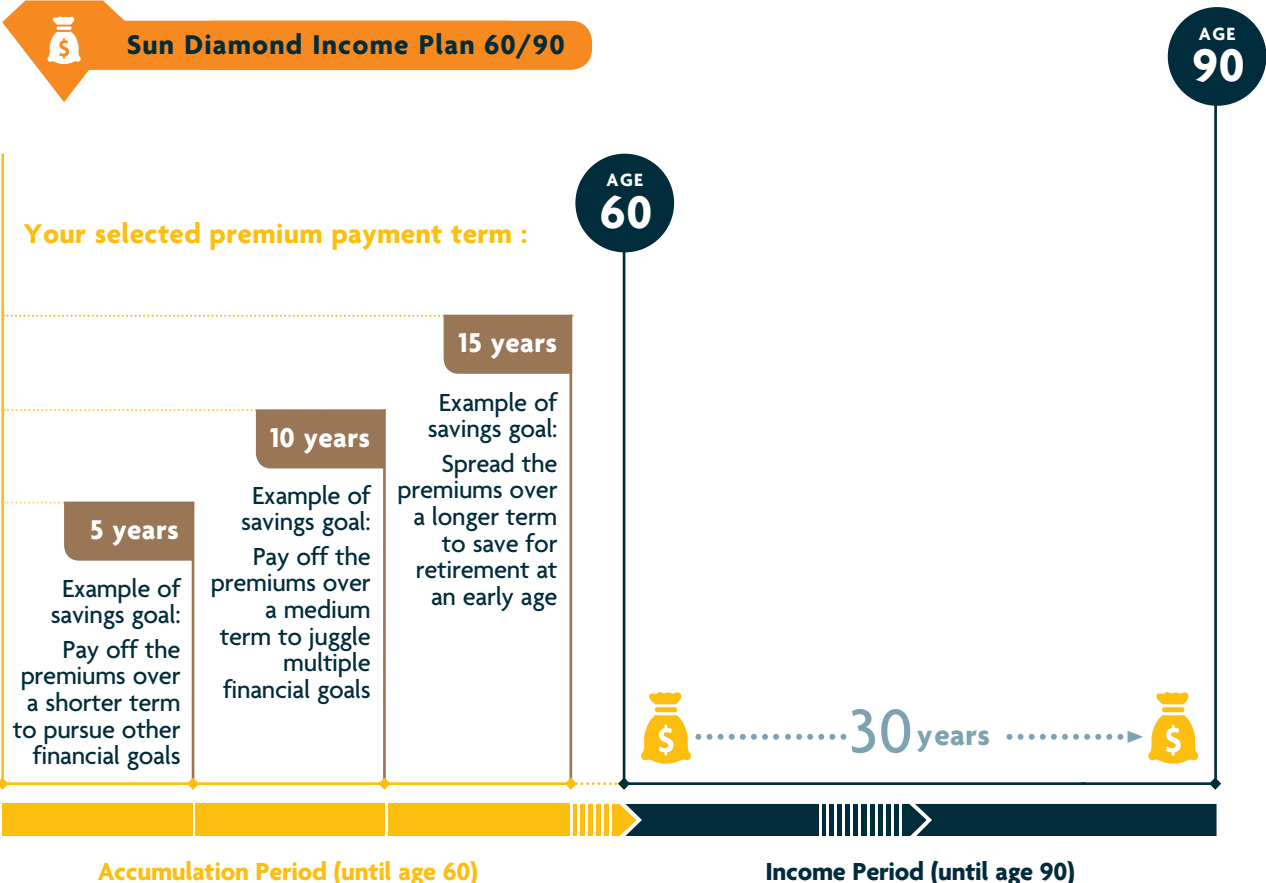 Sun Diamond Income Plan 60/90
AGE
90
AGE
60
Your selected premium payment term :
15 years
Example of
savings goal:
Spread the
premiums over
a longer term
to save for
retirement at
an early age
10 years
Example of
savings goal:
Pay off the
premiums over
a medium
term to juggle
multiple
financial goals
5 years
Example of
savings goal:
Pay off the
premiums over
a shorter term
to pursue other
financial goals
$
$
$
30 years
Accumulation Period (until age 60)
Income Period (until age 90)